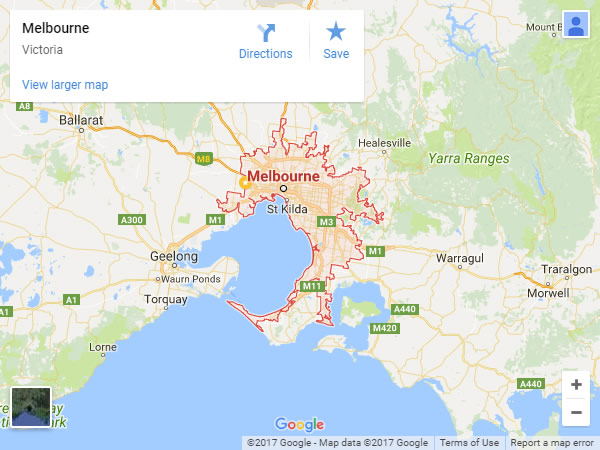 Melbourne
Victoria
Directions
Save
View larger map
Mount B
A8
Ballarat
M8
Healesville
Yarra Ranges
Melbourne
St Kilda
A300
M1
M3
M1
Geelong
Warragul
Waurn Ponds
Traralgon
M11
Morwell
A1
A1
Torquay
A440
M420
Lorne
A440
Google
©2017 Google - Map data ©2017 Google
Terms of Use
Report a map error